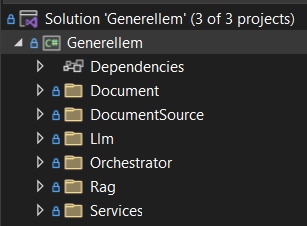 Solution 'Generellem' (3 of 3 projects)
C# Generellem
Dependencies
Document
DocumentSource
Llm
Orchestrator
Rag
Services